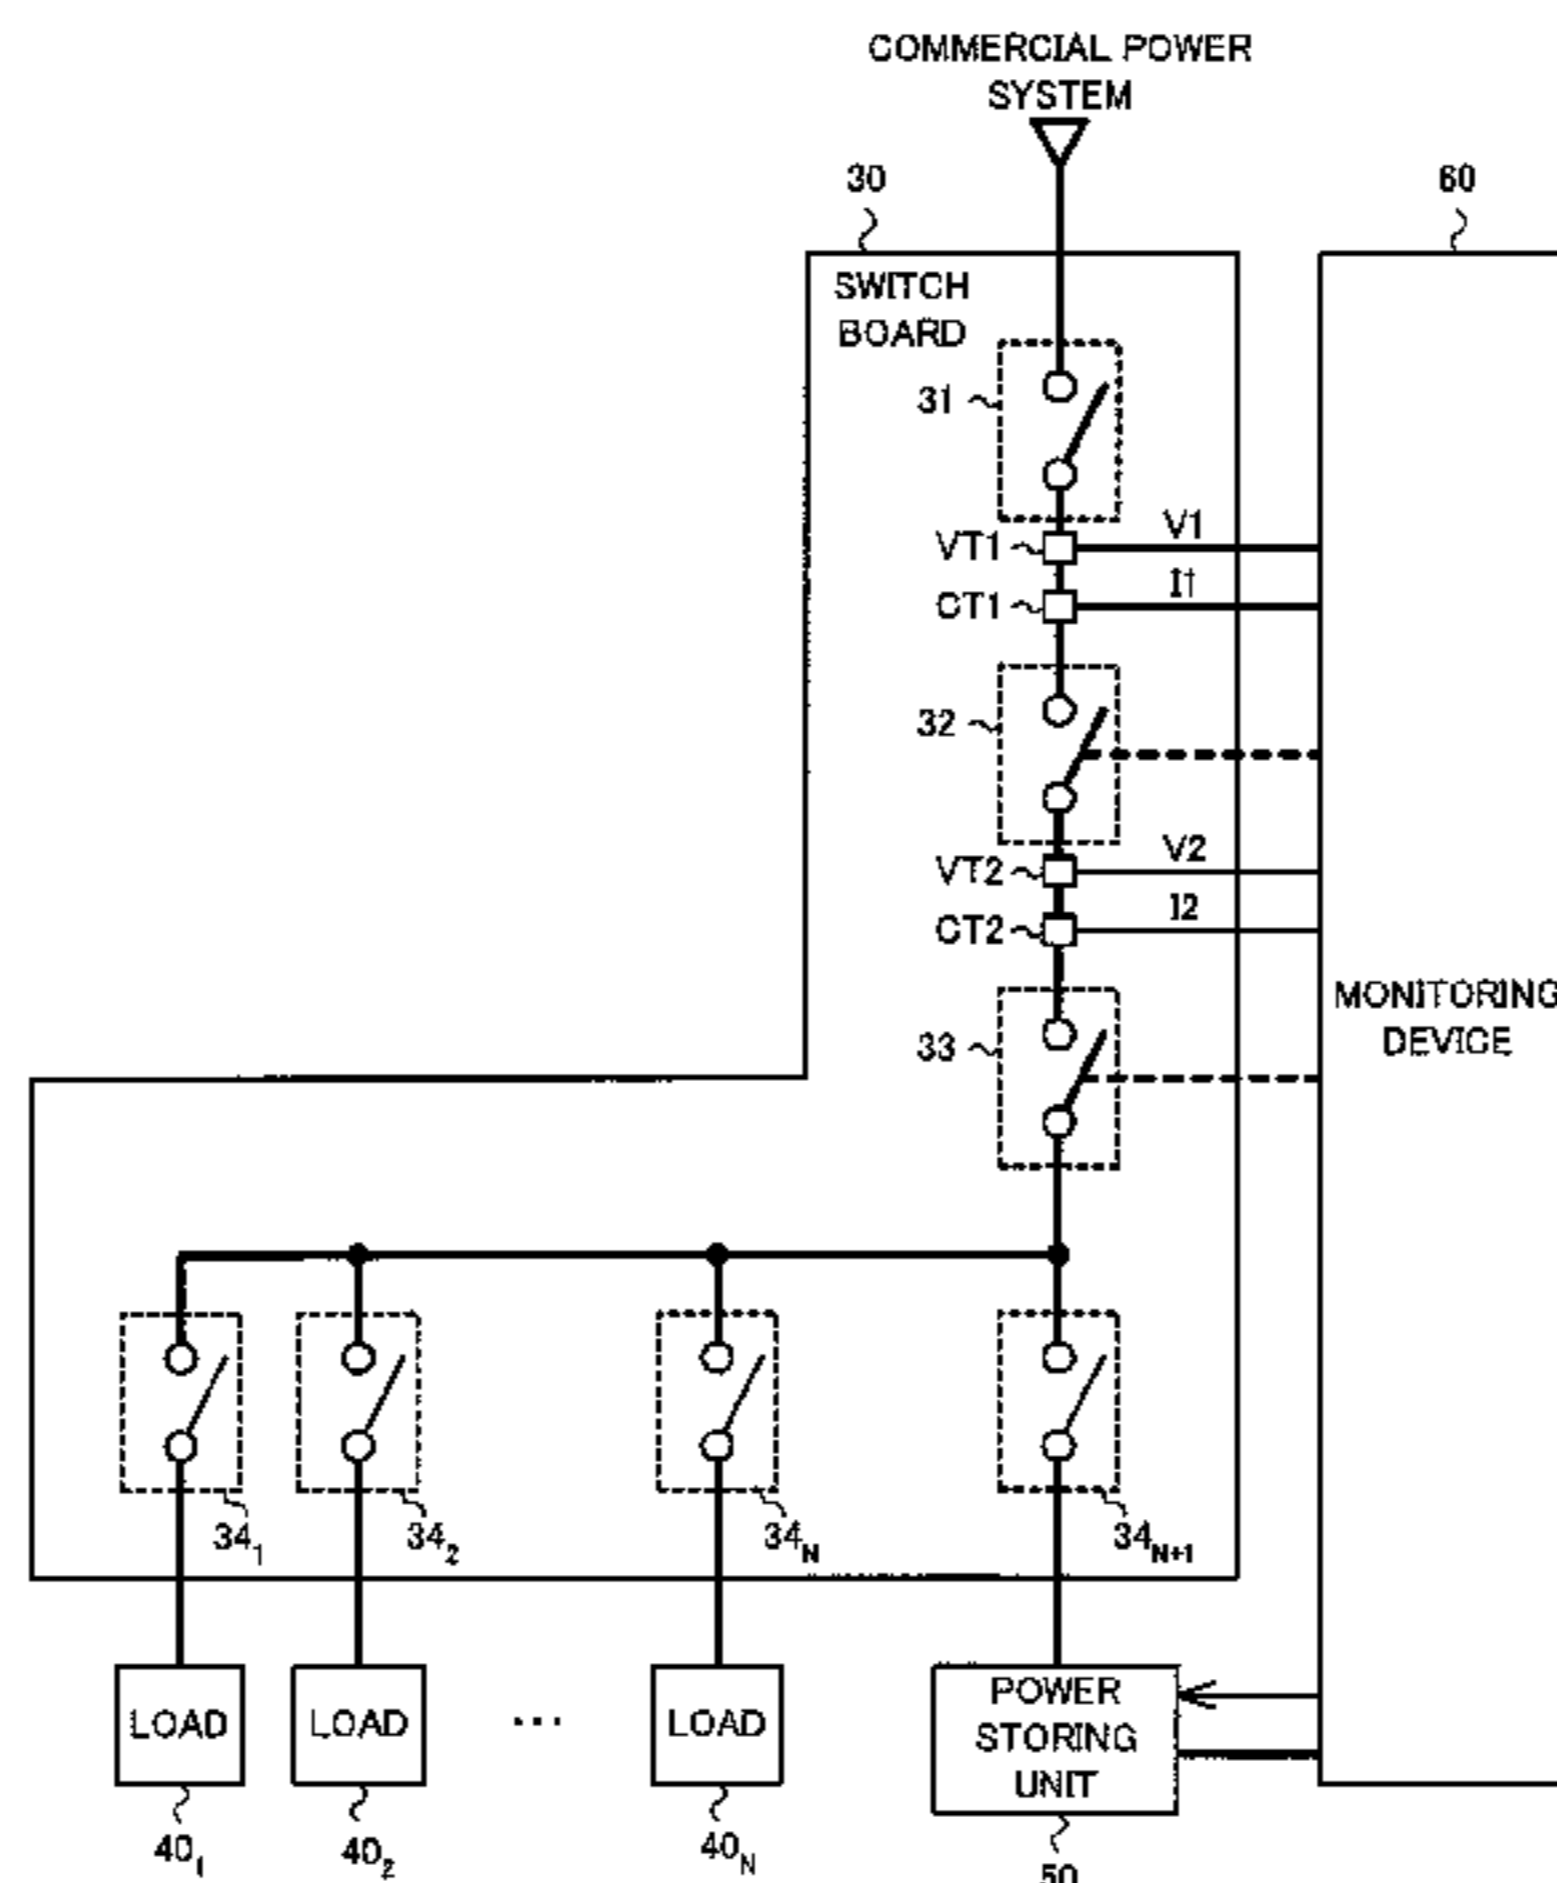 COMMERCIAL POWER
SYSTEM
30
60
SWITCH
BOARD
31
VT1
V1
CT1
I1
32
VT2
V2
CT2
I2
33
MONITORING
DEVICE
34₁
34₂
34N
34N+1
LOAD
LOAD
...
LOAD
POWER
STORING
UNIT
40₁
40₂
40N
50